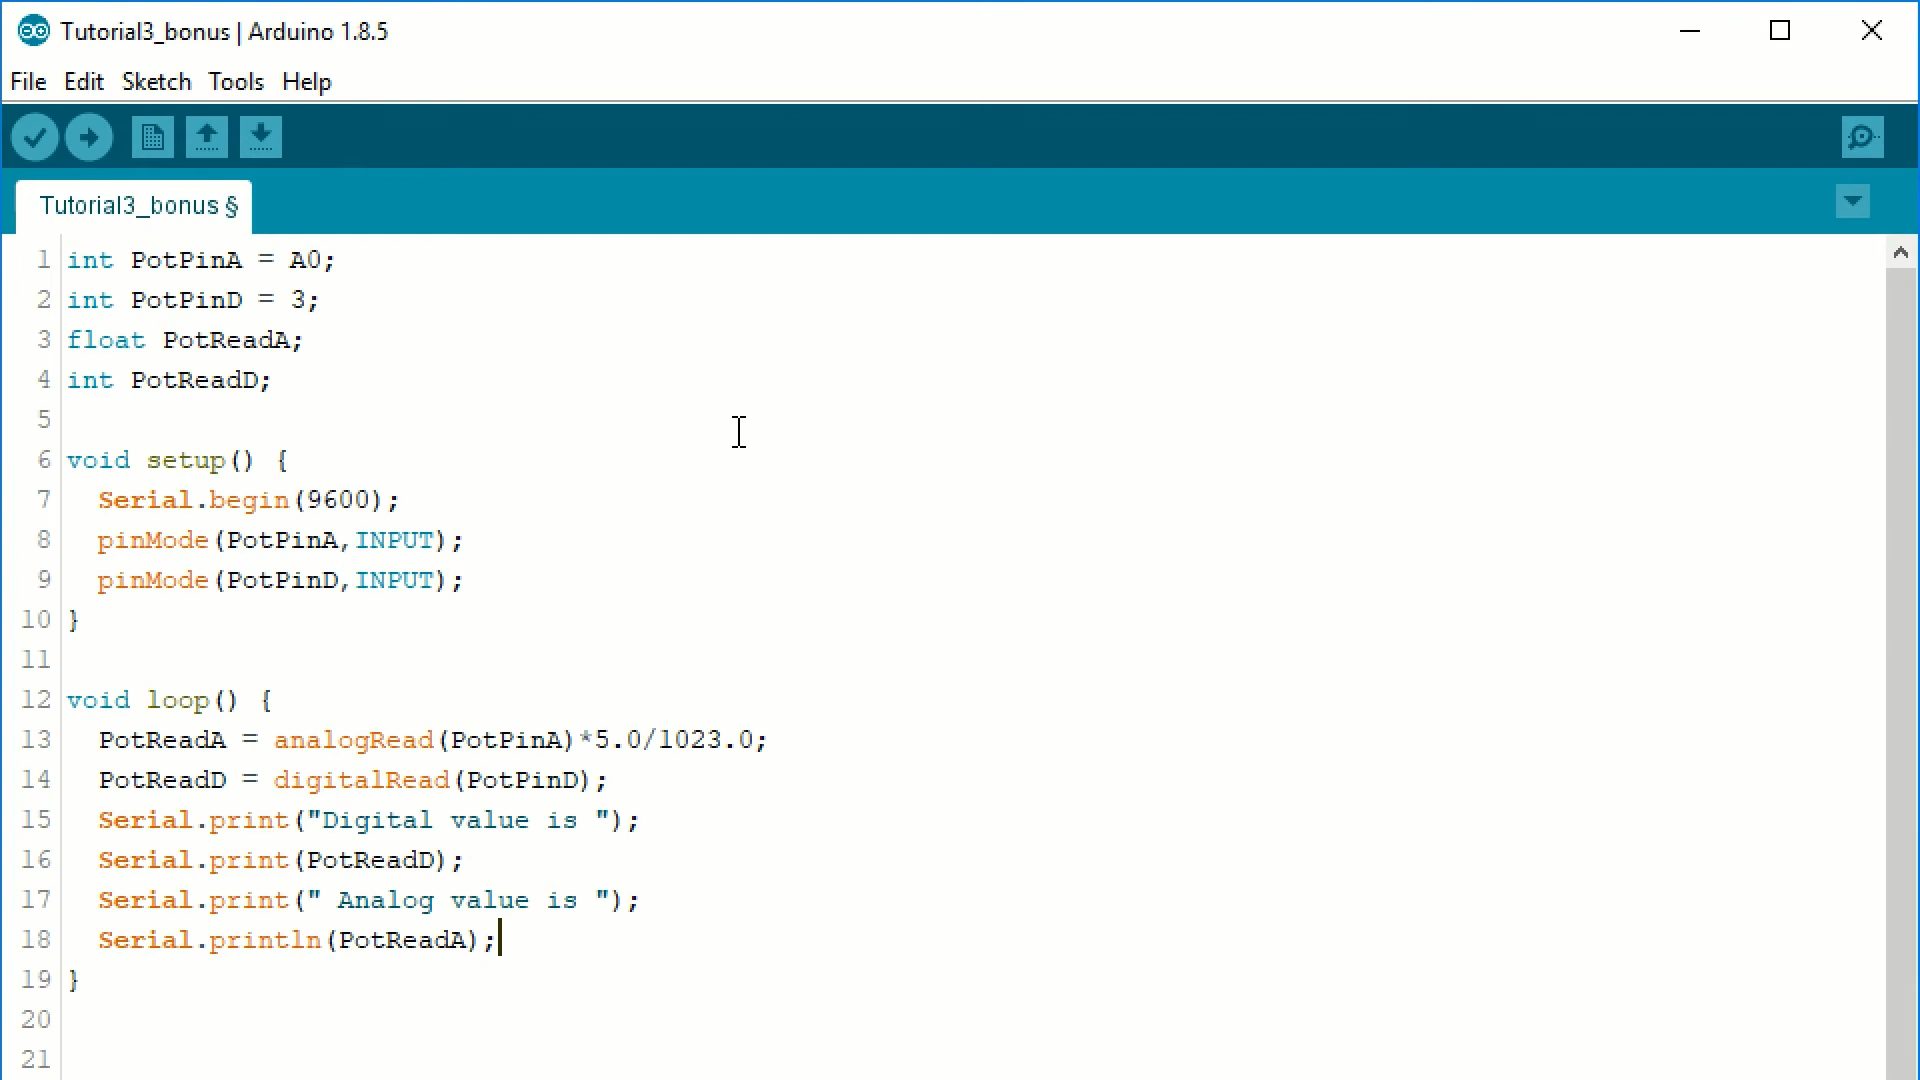 Tutorial3_bonus | Arduino 1.8.5
File Edit Sketch Tools Help
Tutorial3_bonus §
1 int PotPinA = A0;
2 int PotPinD = 3;
3 float PotReadA;
4 int PotReadD;
5
6 void setup() {
7   Serial.begin(9600);
8   pinMode(PotPinA,INPUT);
9   pinMode(PotPinD,INPUT);
10 }
11
12 void loop() {
13   PotReadA = analogRead(PotPinA)*5.0/1023.0;
14   PotReadD = digitalRead(PotPinD);
15   Serial.print("Digital value is ");
16   Serial.print(PotReadD);
17   Serial.print(" Analog value is ");
18   Serial.println(PotReadA);
19 }
20
21